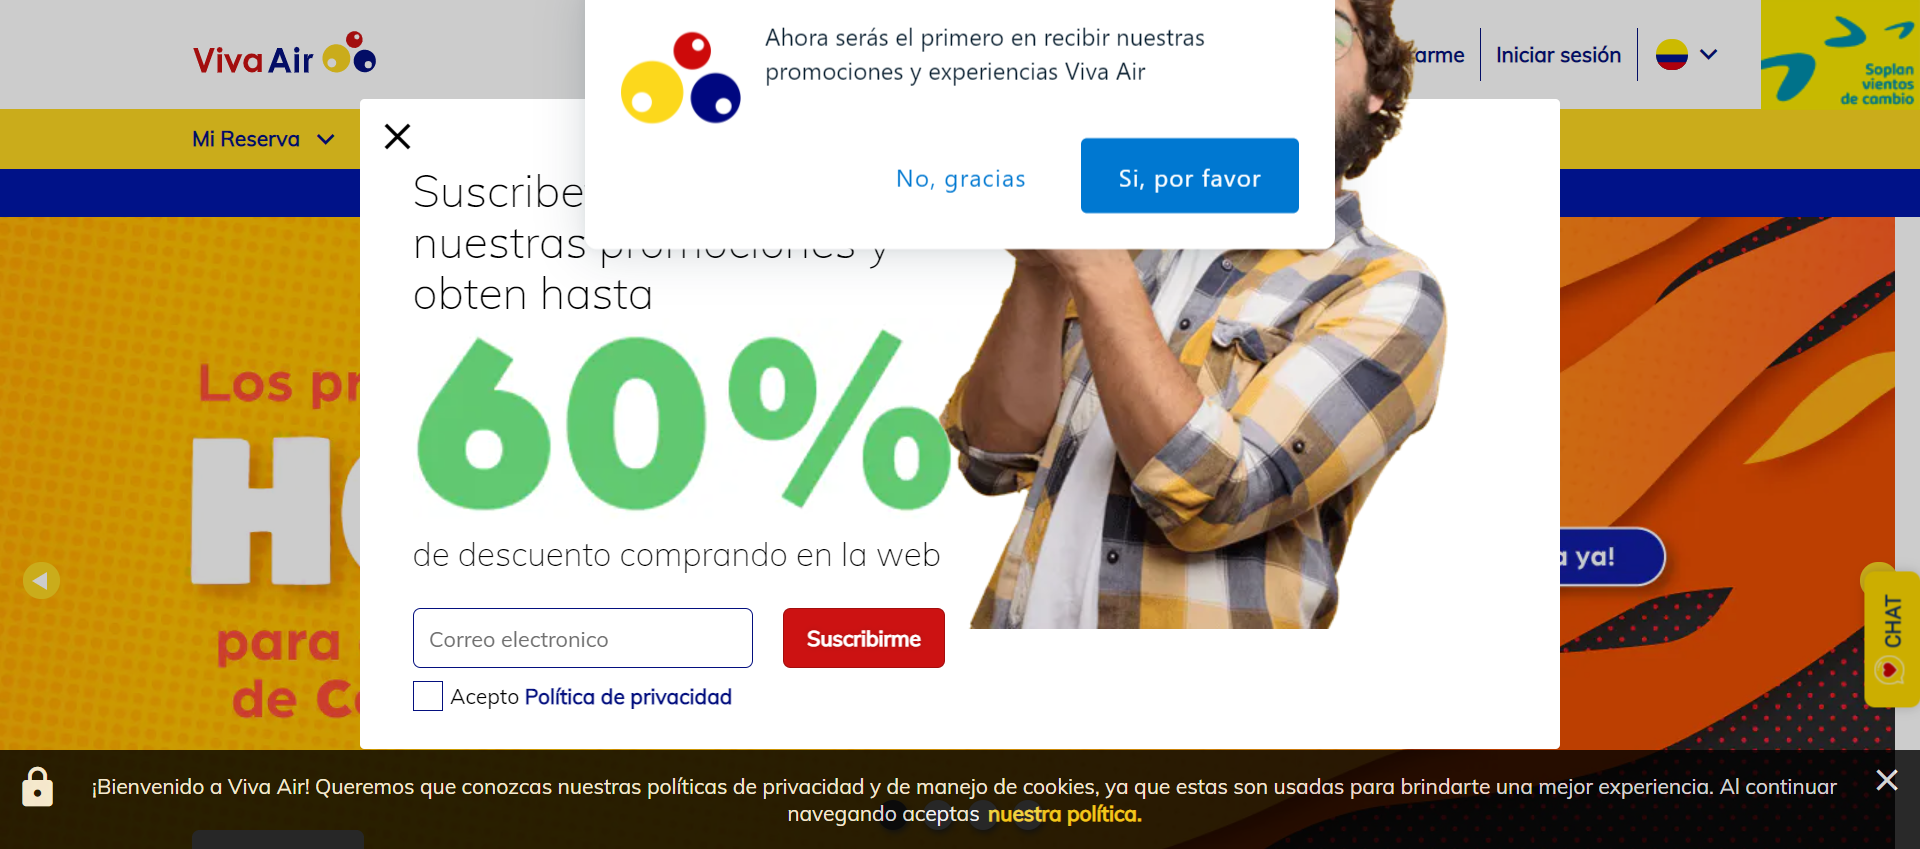 Viva Air
Ahora serás el primero en recibir nuestras
promociones y experiencias Viva Air
No, gracias
Si, por favor
arme
Iniciar sesión
Soplan
vientos
de cambio
Mi Reserva
Suscribe
nuestras promociones y
obten hasta
60%
de descuento comprando en la web
Correo electronico
Suscribirme
Acepto Política de privacidad
Los pr
HO
para
de Co
a ya!
CHAT
¡Bienvenido a Viva Air! Queremos que conozcas nuestras políticas de privacidad y de manejo de cookies, ya que estas son usadas para brindarte una mejor experiencia. Al continuar
navegando aceptas nuestra política.